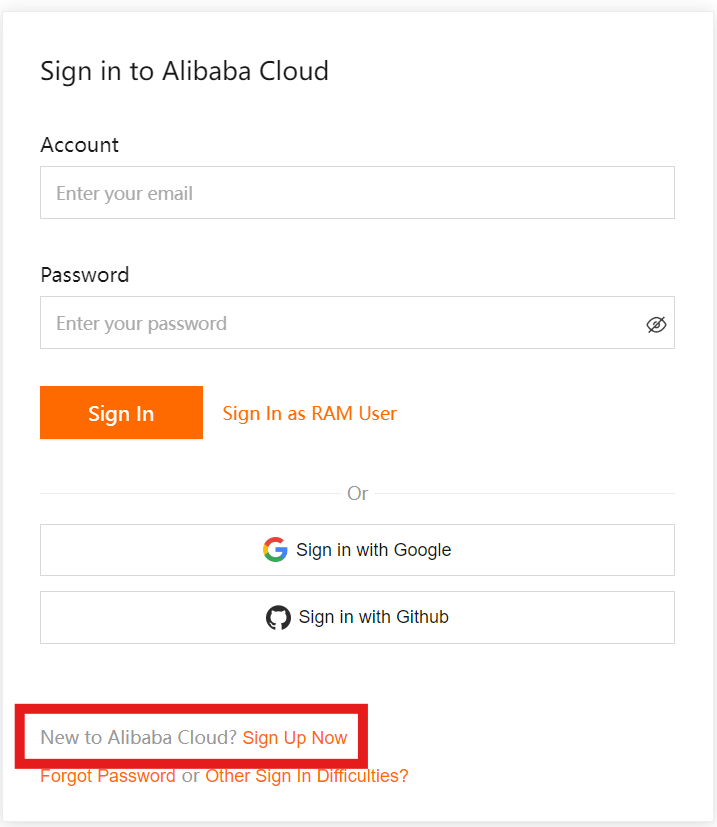 Sign in to Alibaba Cloud
Account
Enter your email
Password
Enter your password
Sign In Sign In as RAM User
Or
Sign in with Google
Sign in with Github
New to Alibaba Cloud? Sign Up Now
Forgot Password or Other Sign In Difficulties?